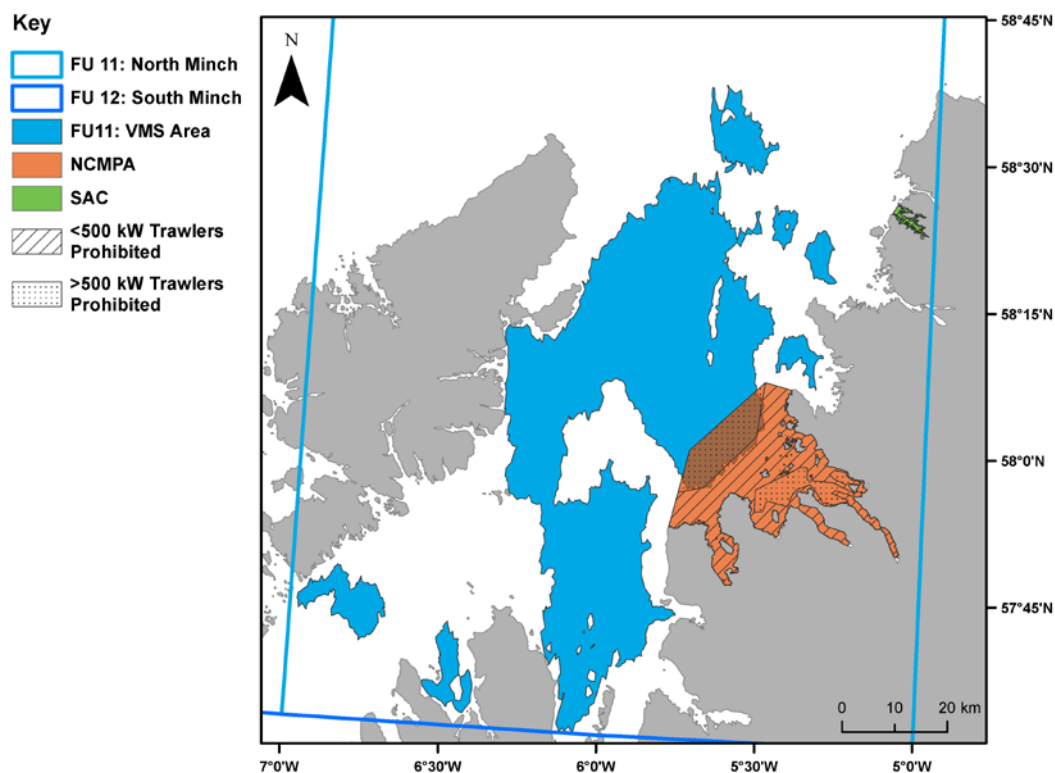 Key
FU 11: North Minch
FU 12: South Minch
FU11: VMS Area
NCMPA
SAC
<500 kW Trawlers
Prohibited
>500 kW Trawlers
Prohibited
N
58°45'N
58°30'N
58°15'N
58°0'N
57°45'N
0 10 20 km
7°0'W 6°30'W 6°0'W 5°30'W 5°0'W